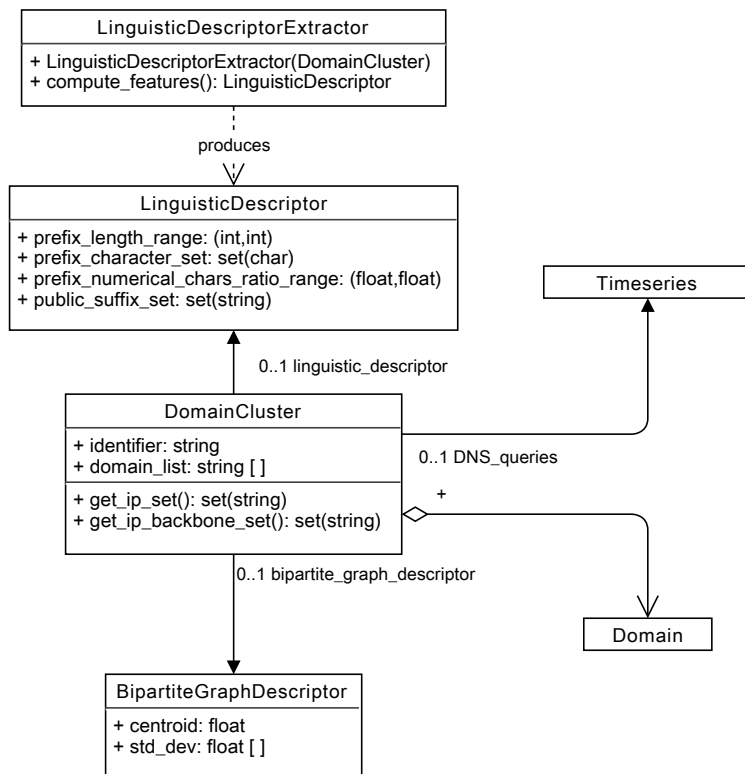 LinguisticDescriptorExtractor
+ LinguisticDescriptorExtractor(DomainCluster)
+ compute_features(): LinguisticDescriptor
produces
LinguisticDescriptor
+ prefix_length_range: (int,int)
+ prefix_character_set: set(char)
+ prefix_numerical_chars_ratio_range: (float,float)
+ public_suffix_set: set(string)
Timeseries
0..1 linguistic_descriptor
DomainCluster
+ identifier: string
+ domain_list: string [ ]
+ get_ip_set(): set(string)
+ get_ip_backbone_set(): set(string)
0..1 DNS_queries
+
0..1 bipartite_graph_descriptor
Domain
BipartiteGraphDescriptor
+ centroid: float
+ std_dev: float [ ]